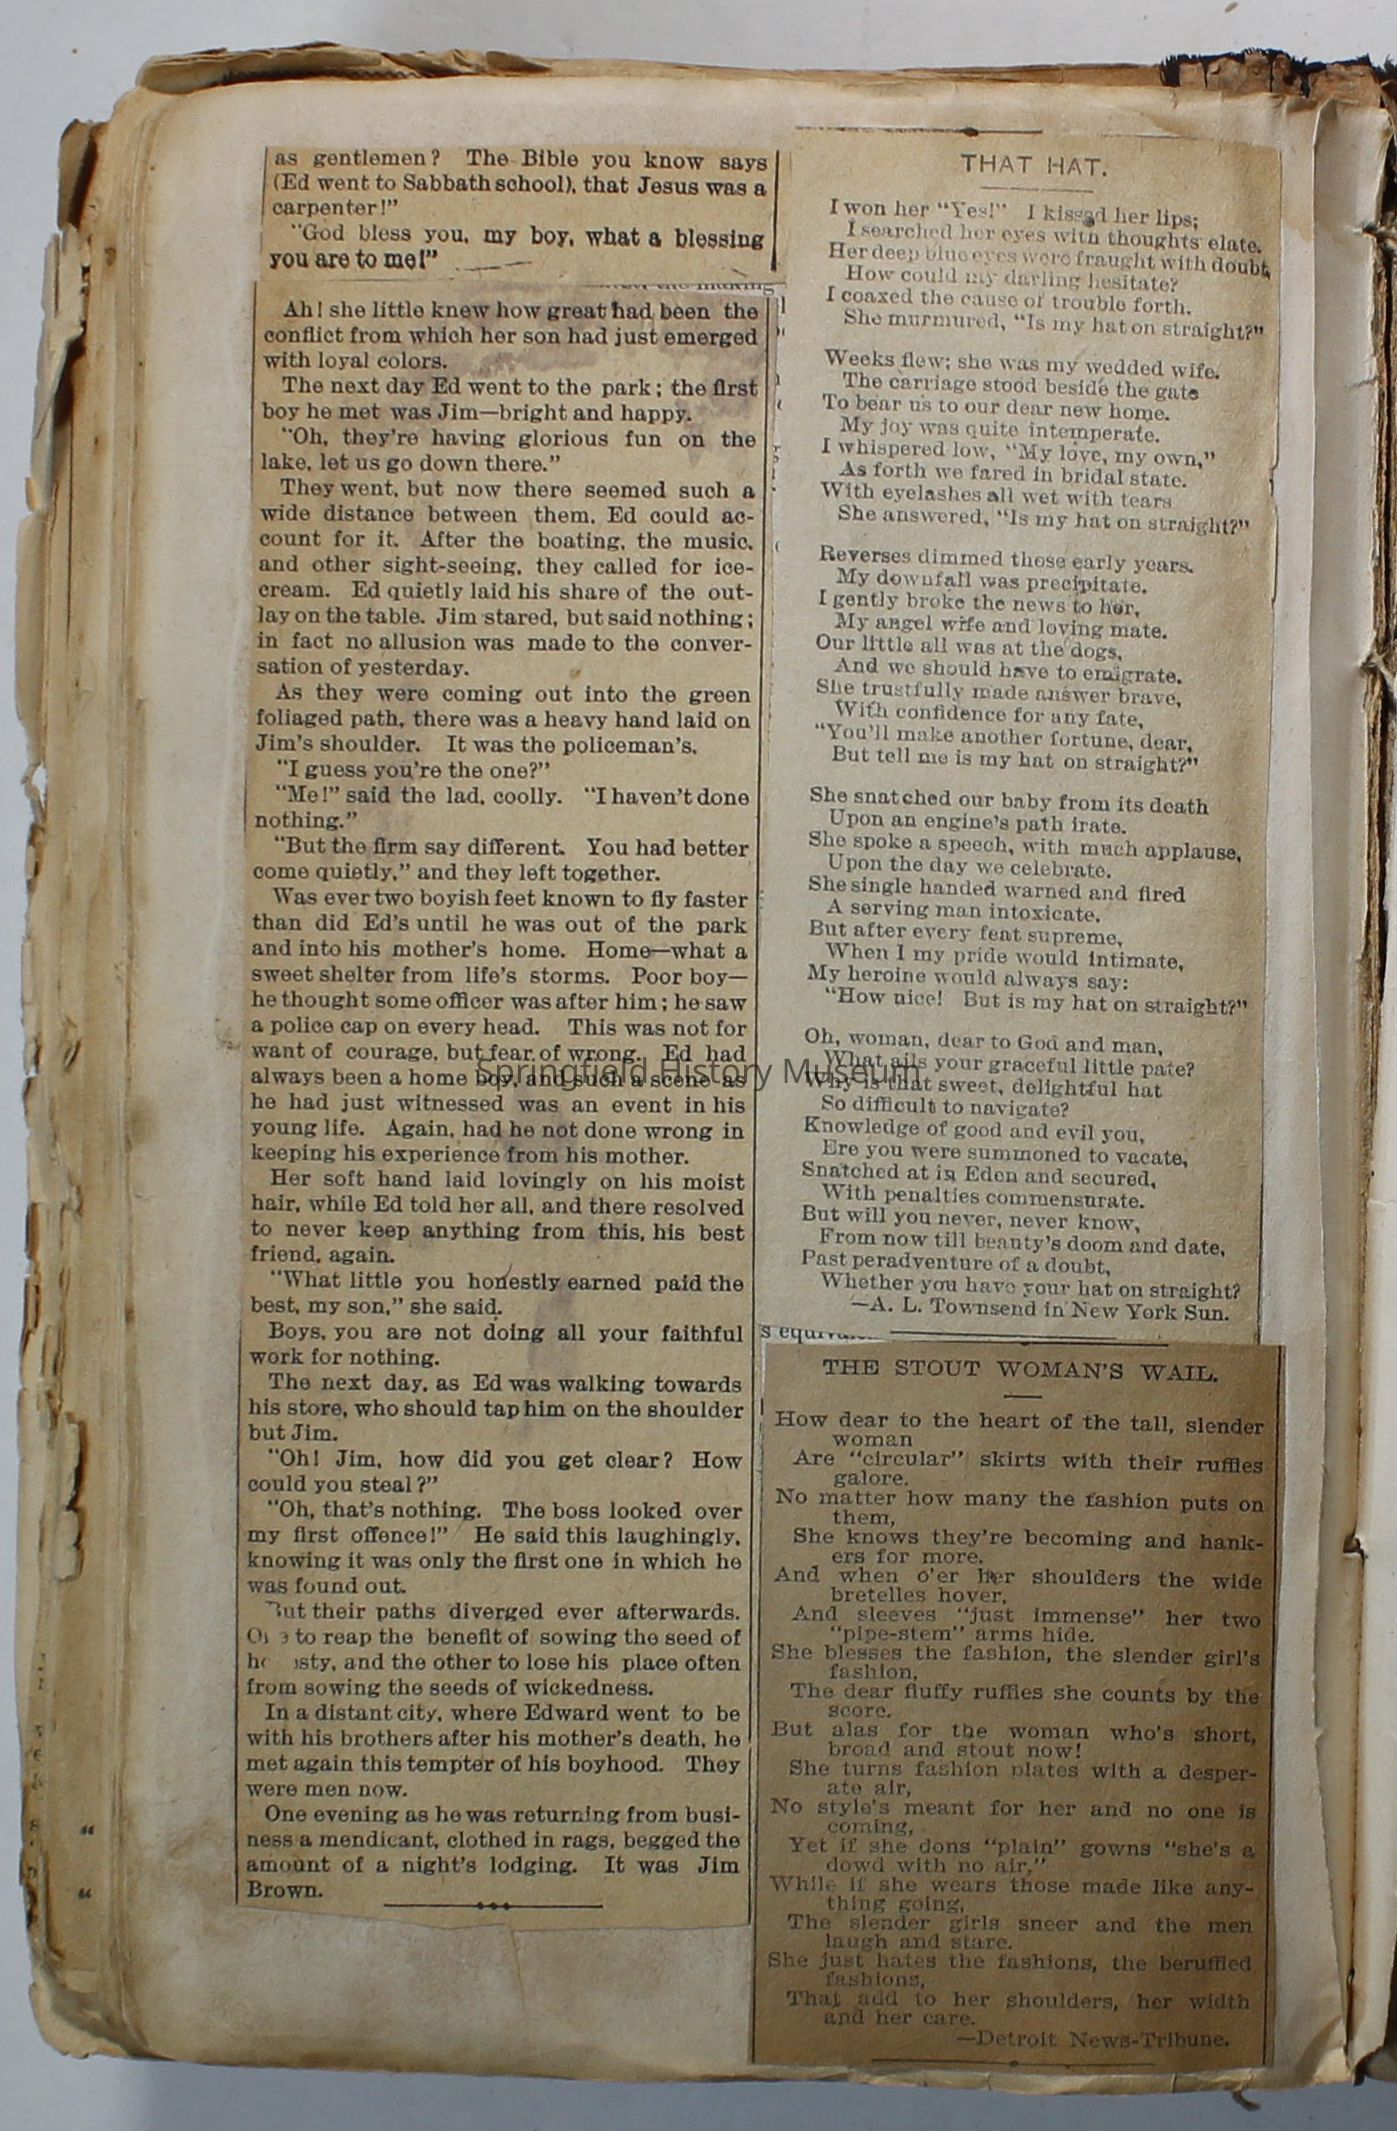 as gentlemen? The Bible you know says
(Ed went to Sabbath school), that Jesus was a
carpenter!"
"God bless you, my boy, what a blessing
you are to me!"
Ah! she little knew how great had been the
conflict from which her son had just emerged
with loyal colors.
The next day Ed went to the park; the first
boy he met was Jim—bright and happy.
"Oh, they're having glorious fun on the
lake, let us go down there."
They went, but now there seemed such a
wide distance between them, Ed could ac-
count for it. After the boating, the music,
and other sight-seeing, they called for ice-
cream. Ed quietly laid his share of the out-
lay on the table. Jim stared, but said nothing;
in fact no allusion was made to the conver-
sation of yesterday.
As they were coming out into the green
foliaged path, there was a heavy hand laid on
Jim's shoulder. It was the policeman's.
"I guess you're the one?"
"Me!" said the lad, coolly. "I haven't done
nothing."
"But the firm say different. You had better
come quietly," and they left together.
Was ever two boyish feet known to fly faster
than did Ed's until he was out of the park
and into his mother's home. Home—what a
sweet shelter from life's storms. Poor boy—
he thought some officer was after him; he saw
a police cap on every head. This was not for
want of courage, but fear of wrong. Ed had
always been a home boy, and such a scene as
he had just witnessed was an event in his
young life. Again, had he not done wrong in
keeping his experience from his mother.
Her soft hand laid lovingly on his moist
hair, while Ed told her all, and there resolved
to never keep anything from this, his best
friend, again.
"What little you honestly earned paid the
best, my son," she said.
Boys, you are not doing all your faithful
work for nothing.
The next day, as Ed was walking towards
his store, who should tap him on the shoulder
but Jim.
"Oh! Jim, how did you get clear? How
could you steal?"
"Oh, that's nothing. The boss looked over
my first offence!" He said this laughingly,
knowing it was only the first one in which he
was found out.
But their paths diverged ever afterwards.
to reap the benefit of sowing the seed of
and the other to lose his place often
from sowing the seeds of wickedness.
In a distant city, where Edward went to be
with his brothers after his mother's death, he
met again this tempter of his boyhood. They
were men now.
One evening as he was returning from busi-
ness a mendicant, clothed in rags, begged the
amount of a night's lodging. It was Jim
Brown.
THAT HAT.
I won her "Yes!" I kissed her lips;
I searched her eyes with thoughts elate.
Her deep blue eyes were fraught with doubt,
How could my darling hesitate?
I coaxed the cause of trouble forth.
She murmured, "Is my hat on straight?"
Weeks flew; she was my wedded wife.
The carriage stood beside the gate
To bear us to our dear new home.
My joy was quite intemperate.
I whispered low, "My love, my own,"
As forth we fared in bridal state.
With eyelashes all wet with tears
She answered, "Is my hat on straight?"
Reverses dimmed those early years.
My downfall was precipitate.
I gently broke the news to her,
My angel wife and loving mate.
Our little all was at the dogs,
And we should have to emigrate.
She trustfully made answer brave,
With confidence for any fate,
"You'll make another fortune, dear,
But tell me is my hat on straight?"
She snatched our baby from its death
Upon an engine's path irate.
She spoke a speech, with much applause,
Upon the day we celebrate.
She single handed warned and fired
A serving man intoxicate.
But after every feat supreme,
When I my pride would intimate,
My heroine would always say:
"How nice! But is my hat on straight?"
Oh, woman, dear to God and man,
What ails your graceful little pate?
Why is that sweet, delightful hat
So difficult to navigate?
Knowledge of good and evil you,
Ere you were summoned to vacate,
Snatched at in Eden and secured,
With penalties commensurate.
But will you never, never know,
From now till beauty's doom and date,
Past peradventure of a doubt,
Whether you have your hat on straight?
—A. L. Townsend in New York Sun.
THE STOUT WOMAN'S WAIL.
How dear to the heart of the tall, slender
woman
Are "circular" skirts with their ruffles
galore.
No matter how many the fashion puts on
them,
She knows they're becoming and hank-
ers for more.
And when o'er her shoulders the wide
bretelles hover,
And sleeves "just immense" her two
"pipe-stem" arms hide.
She blesses the fashion, the slender girl's
fashion,
The dear fluffy ruffles she counts by the
score.
But alas for the woman who's short,
broad and stout now!
She turns fashion plates with a desper-
ate air,
No style's meant for her and no one is
coming,
Yet if she dons "plain" gowns "she's a
dowd with no air,"
While if she wears those made like any-
thing going,
The slender girls sneer and the men
laugh and stare.
She just hates the fashions, the beruffled
fashions,
That add to her shoulders, her width
and her care.
—Detroit News-Tribune.
Springfield History Museum